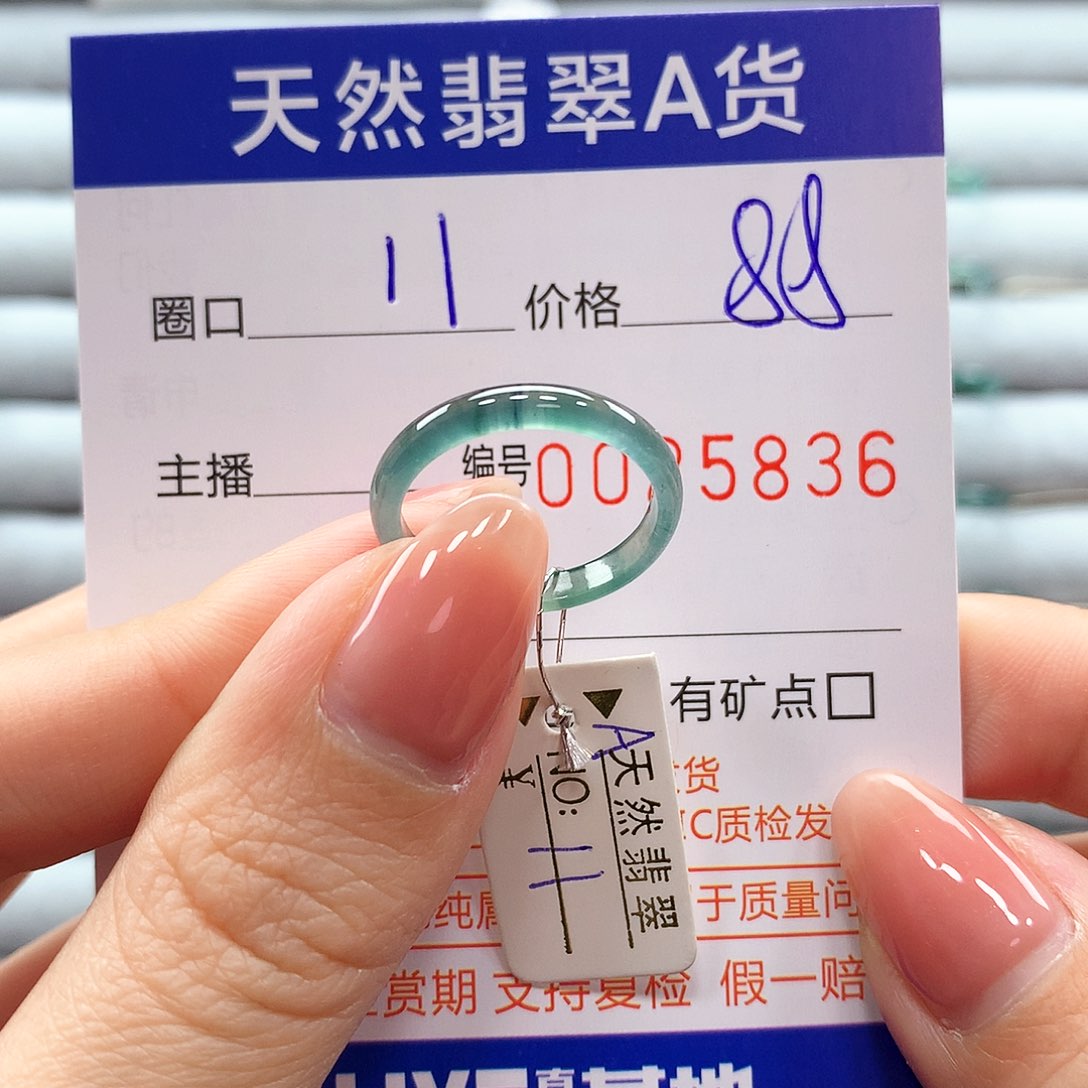 天然翡翠A货
圈口 11 价格 88
主播 编号 00 5836
有矿点□
货
C质检发
于质量问
赏期 支持复检 假一赔
A天然翡翠
NO: 11
¥
基地